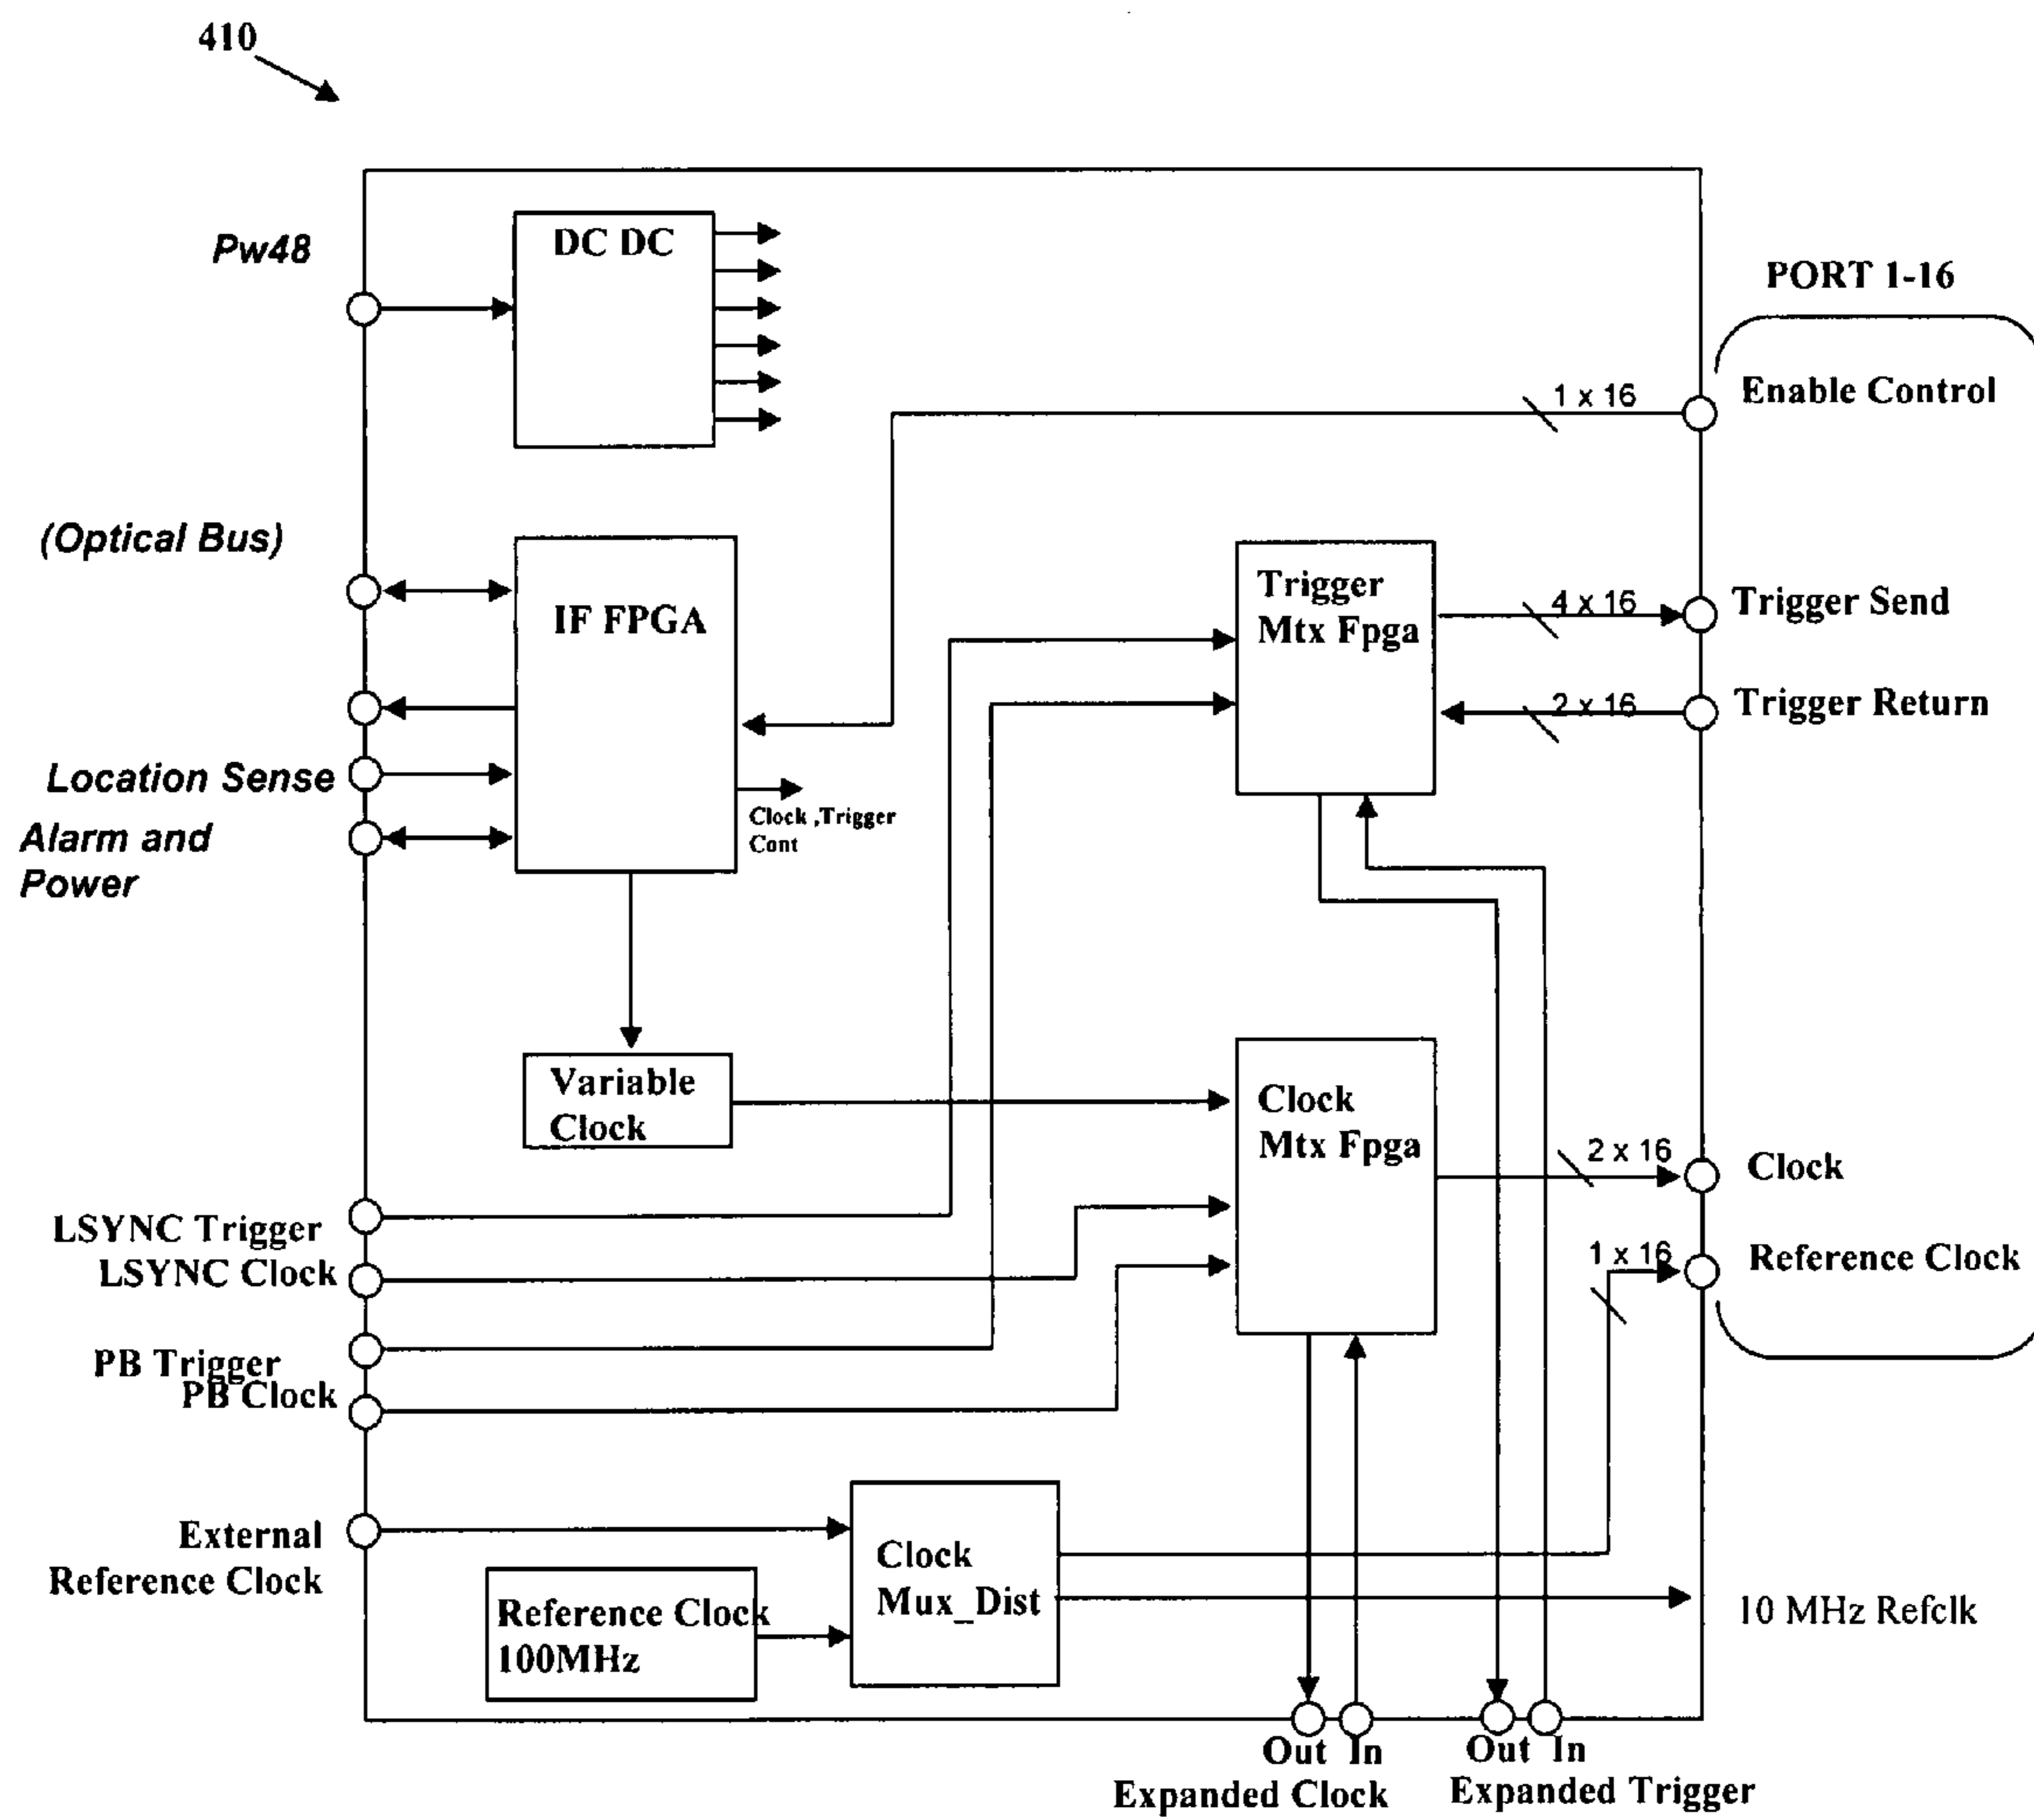 410
Pw48
DC DC
PORT 1-16
1 x 16
Enable Control
(Optical Bus)
IF FPGA
Trigger
Mtx Fpga
4 x 16
Trigger Send
2 x 16
Trigger Return
Location Sense
Alarm and
Power
Clock ,Trigger
Cont
Variable
Clock
Clock
Mtx Fpga
2 x 16
Clock
LSYNC Trigger
LSYNC Clock
1 x 16
Reference Clock
PB Trigger
PB Clock
External
Reference Clock
Clock
Mux_Dist
Reference Clock
100MHz
10 MHz Refclk
Out In
Expanded Clock
Out In
Expanded Trigger